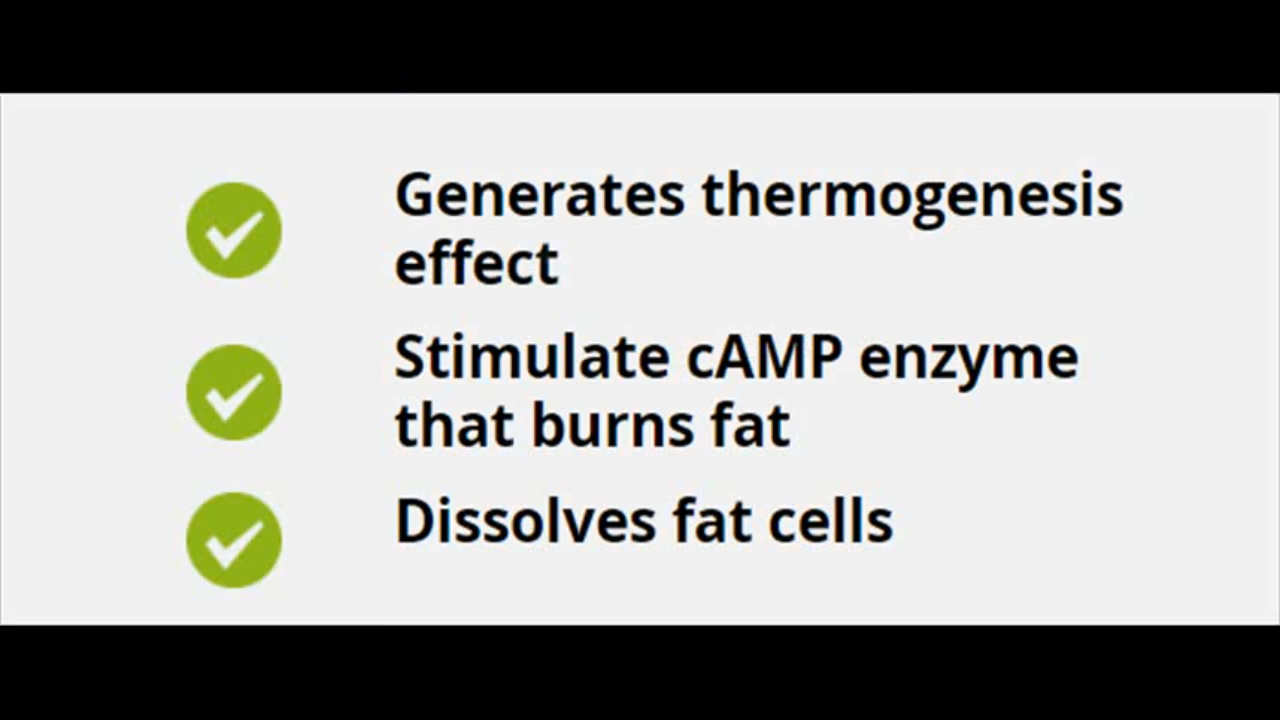 Generates thermogenesis
effect
Stimulate cAMP enzyme
that burns fat
Dissolves fat cells